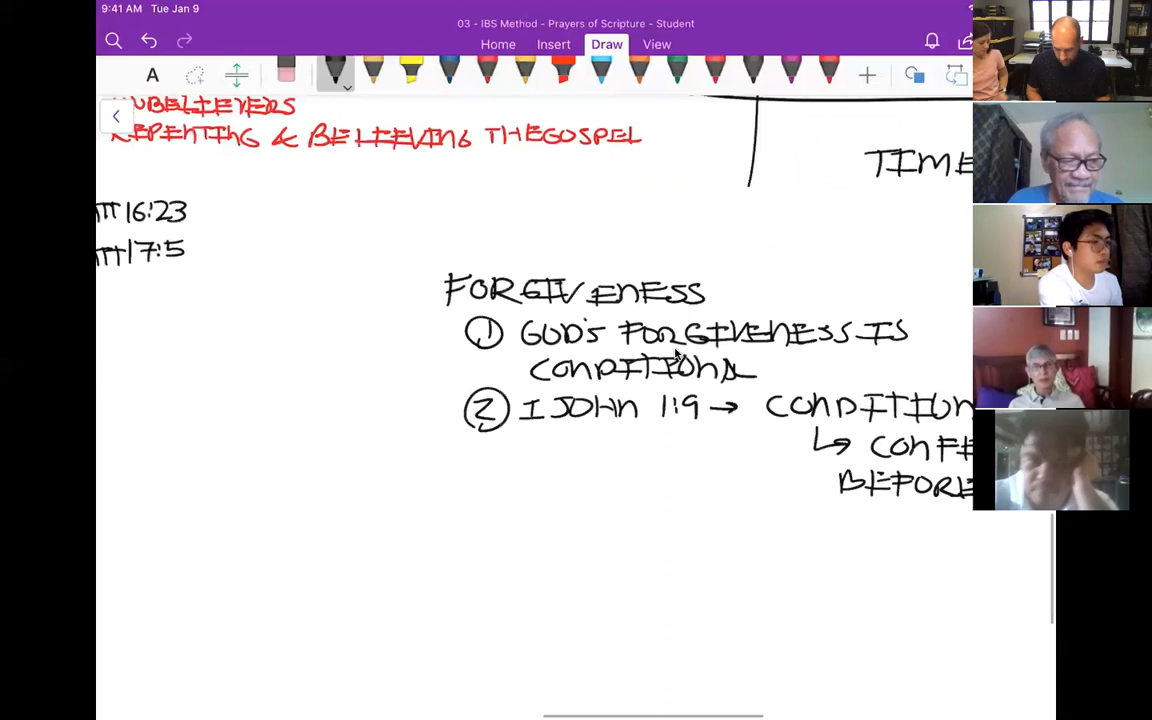 9:41 AM Tue Jan 9
03 - IBS Method - Prayers of Scripture - Student
Home Insert Draw View
A
REPENTING & BELIEVING THE GOSPEL
TIME
16:23
17:5
FORGIVENESS
① GOD'S FORGIVENESS IS
CONDITIONAL
② I JOHN 1:9 → CONDITION
↳ CONFE
BEFORE